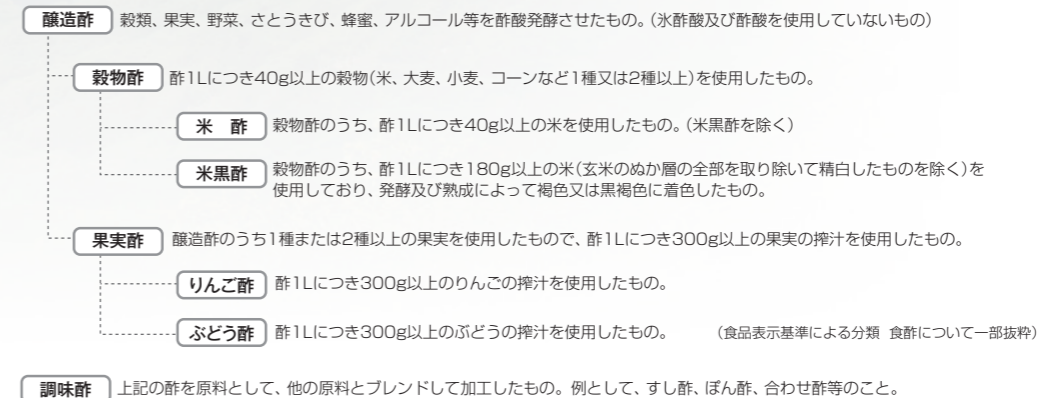 醸造酢 穀類、果実、野菜、さとうきび、蜂蜜、アルコール等を酢酸発酵させたもの。(氷酢酸及び酢酸を使用していないもの)
穀物酢 酢1Lにつき40g以上の穀物(米、大麦、小麦、コーンなど1種又は2種以上)を使用したもの。
米 酢 穀物酢のうち、酢1Lにつき40g以上の米を使用したもの。(米黒酢を除く)
米黒酢 穀物酢のうち、酢1Lにつき180g以上の米(玄米のぬか層の全部を取り除いて精白したものを除く)を
使用しており、発酵及び熟成によって褐色又は黒褐色に着色したもの。
果実酢 醸造酢のうち1種または2種以上の果実を使用したもので、酢1Lにつき300g以上の果実の搾汁を使用したもの。
りんご酢 酢1Lにつき300g以上のりんごの搾汁を使用したもの。
ぶどう酢 酢1Lにつき300g以上のぶどうの搾汁を使用したもの。 (食品表示基準による分類 食酢について一部抜粋)
調味酢 上記の酢を原料として、他の原料とブレンドして加工したもの。例として、すし酢、ぽん酢、合わせ酢等のこと。